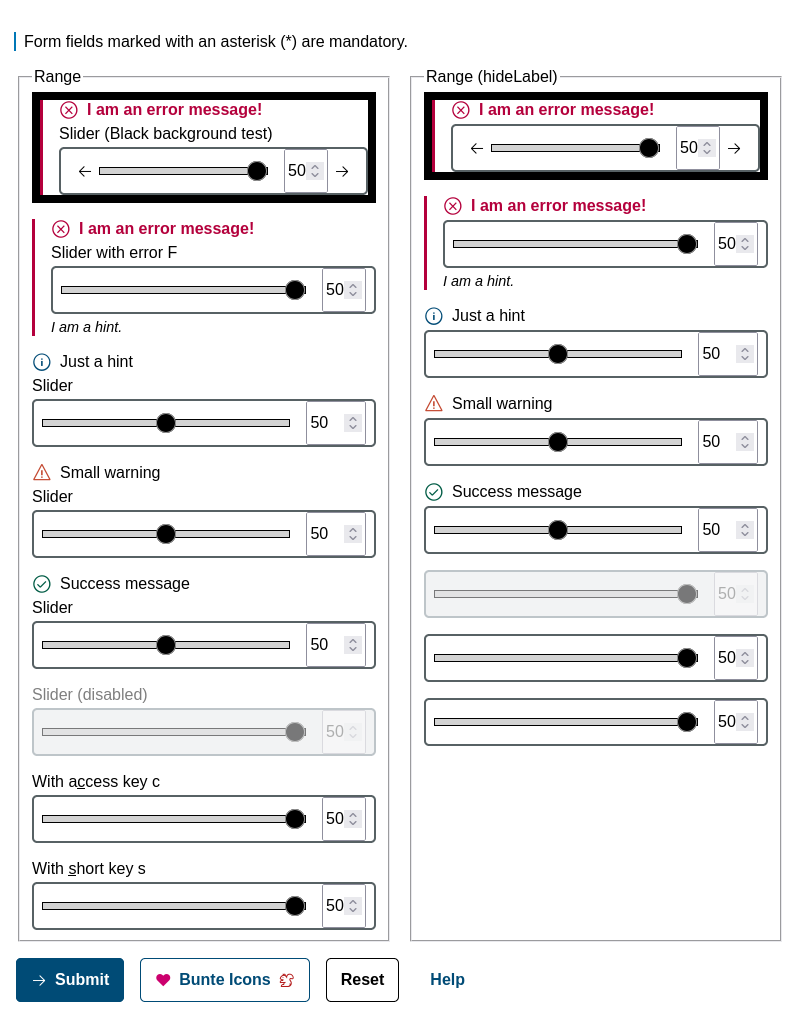 Form fields marked with an asterisk (*) are mandatory.
Range
I am an error message!
Slider (Black background test)
50
I am an error message!
Slider with error F
50
I am a hint.
Just a hint
Slider
50
Small warning
Slider
50
Success message
Slider
50
Slider (disabled)
50
With access key c
50
With short key s
50
Range (hideLabel)
I am an error message!
50
I am an error message!
50
I am a hint.
Just a hint
50
Small warning
50
Success message
50
50
50
50
Submit
Bunte Icons
Reset
Help